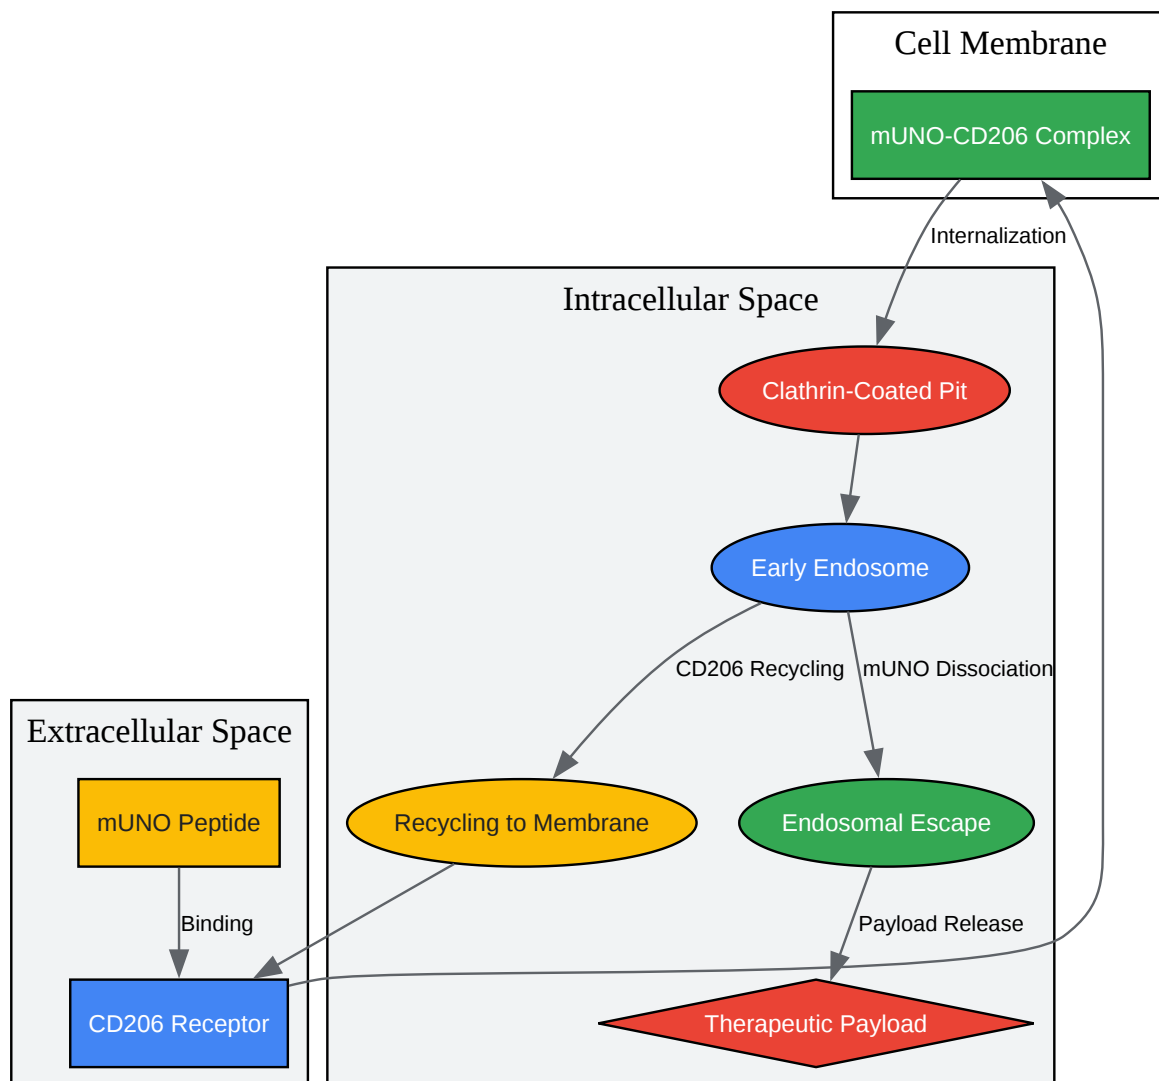 Cell Membrane
mUNO-CD206 Complex
Internalization
Intracellular Space
Clathrin-Coated Pit
Early Endosome
CD206 Recycling
mUNO Dissociation
Extracellular Space
mUNO Peptide
Recycling to Membrane
Endosomal Escape
Binding
Payload Release
CD206 Receptor
Therapeutic Payload